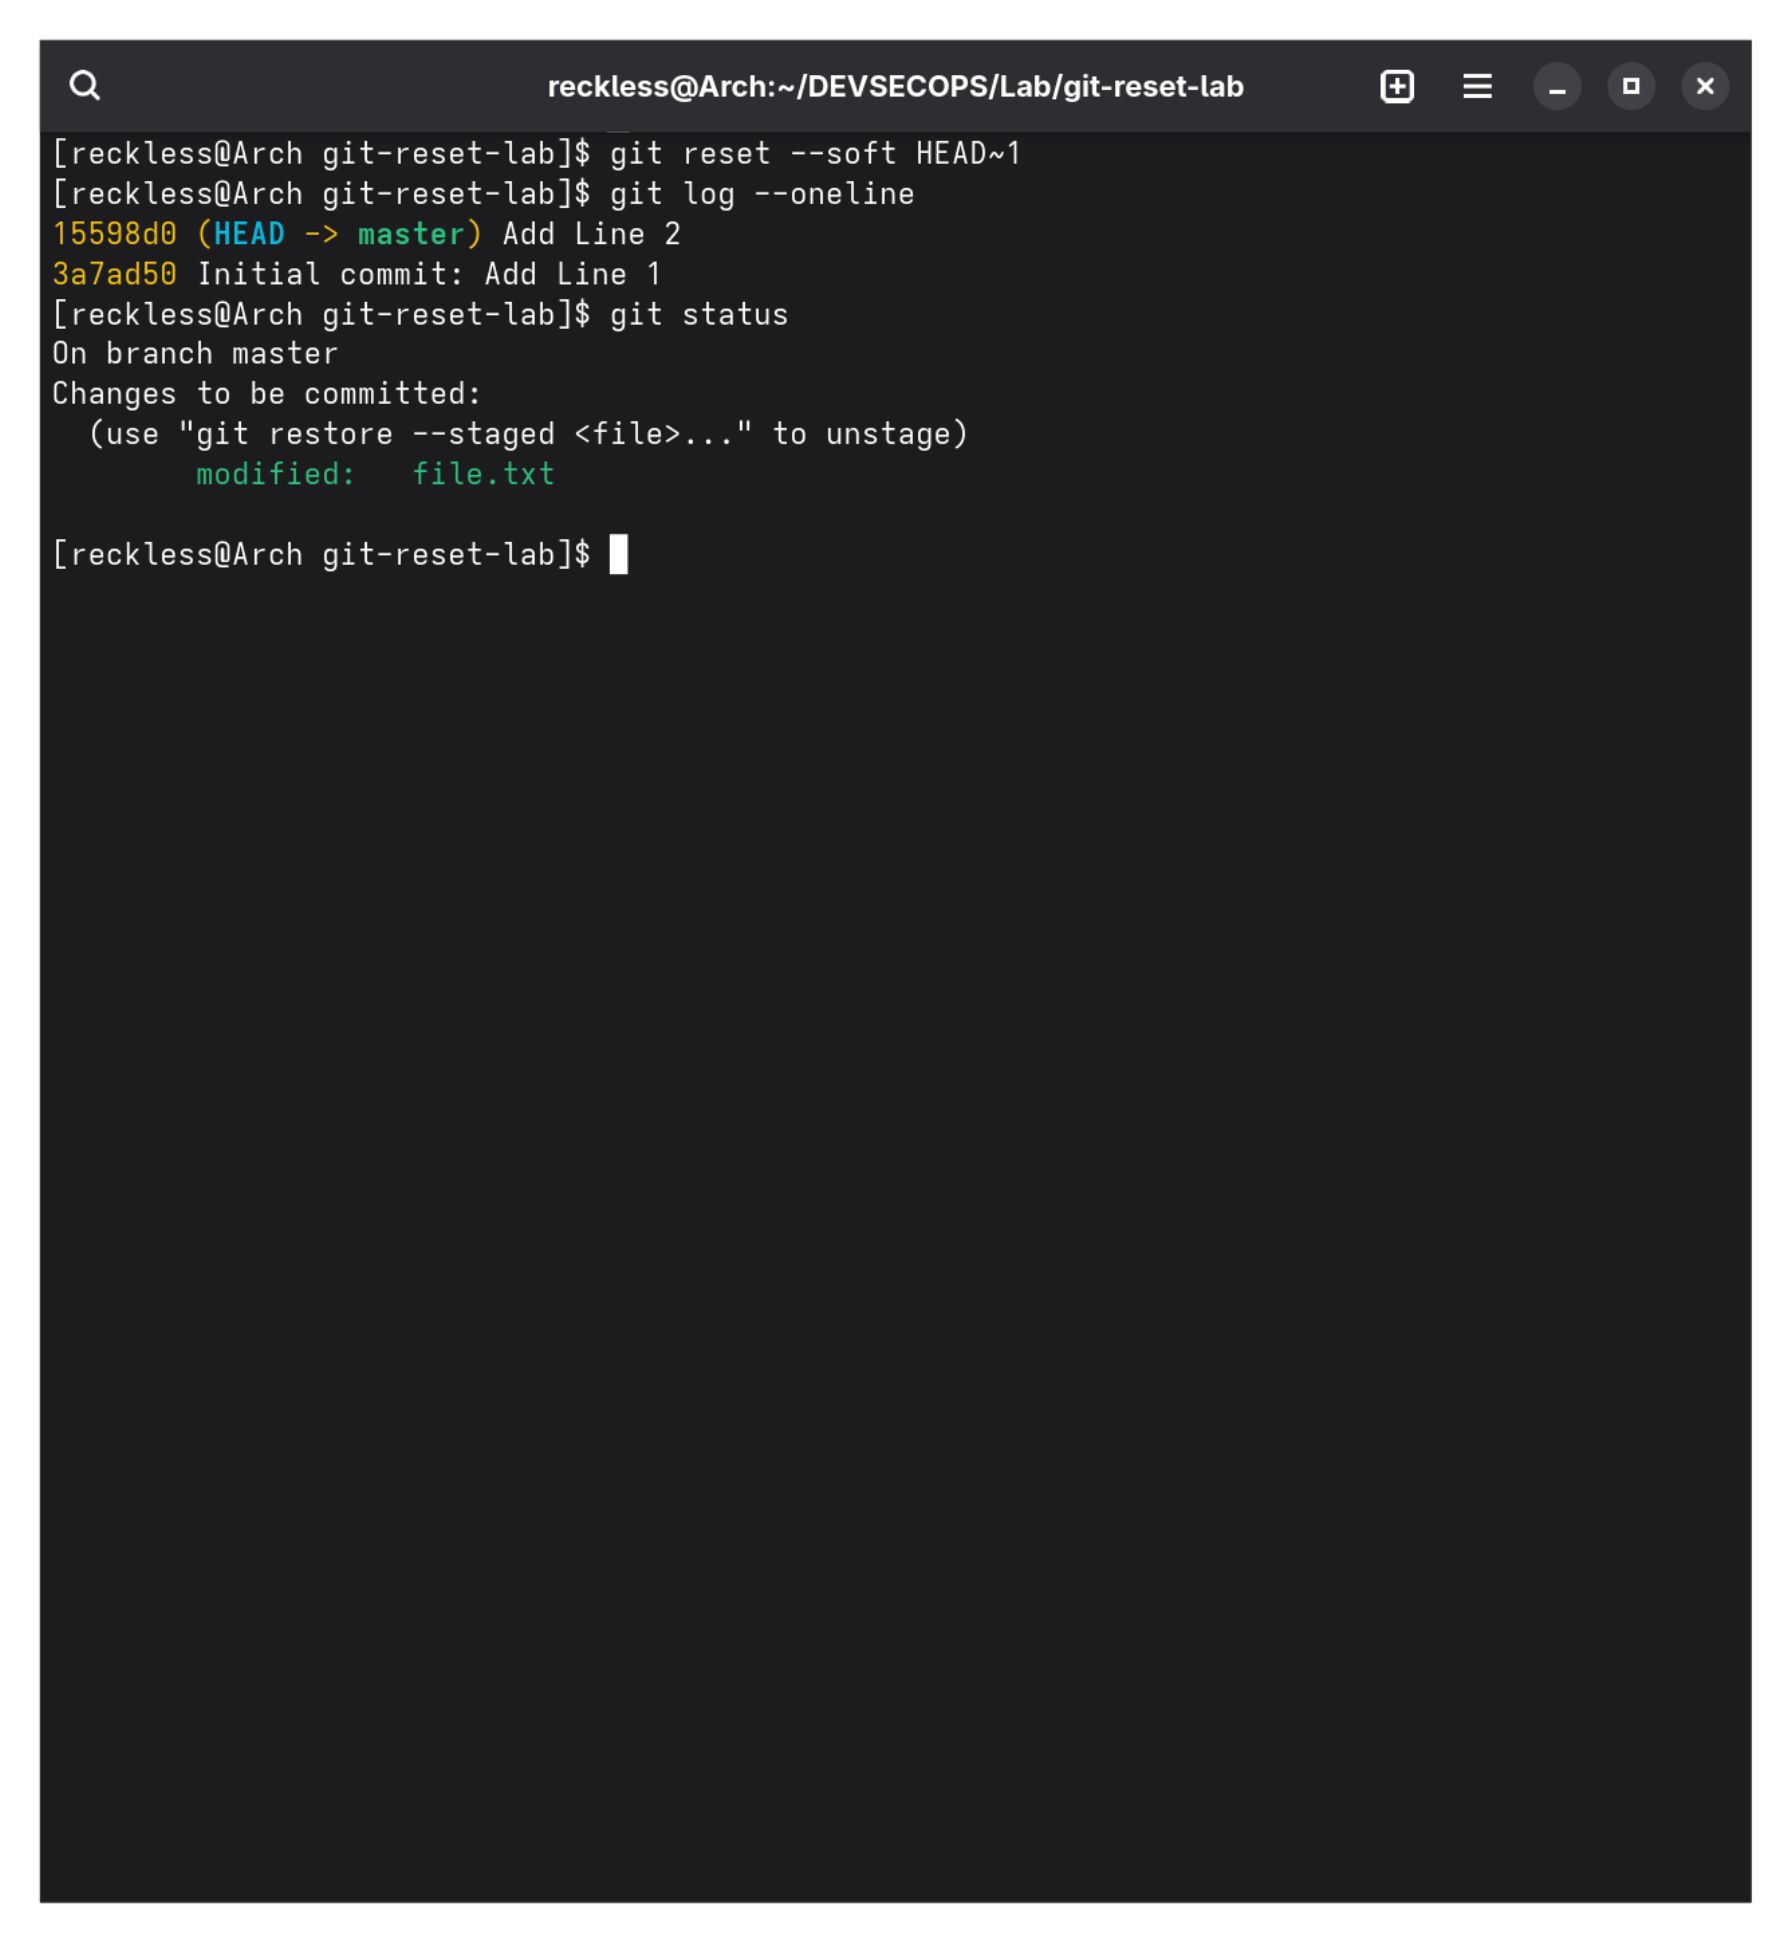 reckless@Arch:~/DEVSECOPS/Lab/git-reset-lab
[reckless@Arch git-reset-lab]$ git reset --soft HEAD~1
[reckless@Arch git-reset-lab]$ git log --oneline
15598d0 (HEAD -> master) Add Line 2
3a7ad50 Initial commit: Add Line 1
[reckless@Arch git-reset-lab]$ git status
On branch master
Changes to be committed:
  (use "git restore --staged <file>..." to unstage)
        modified:   file.txt

[reckless@Arch git-reset-lab]$